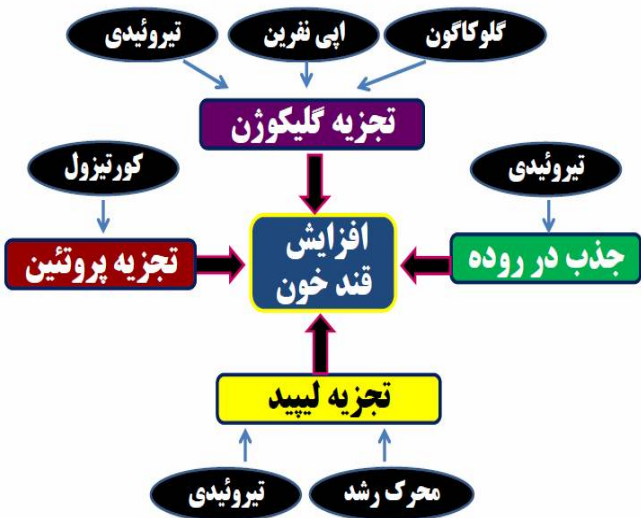 تیروئیدی
اپی نفرین
گلوکاگون
تجزیه گلیکوژن
کورتیزول
تیروئیدی
افزایش
قند خون
تجزیه پروتئین
جذب در روده
تجزیه لیپید
تیروئیدی
محرک رشد